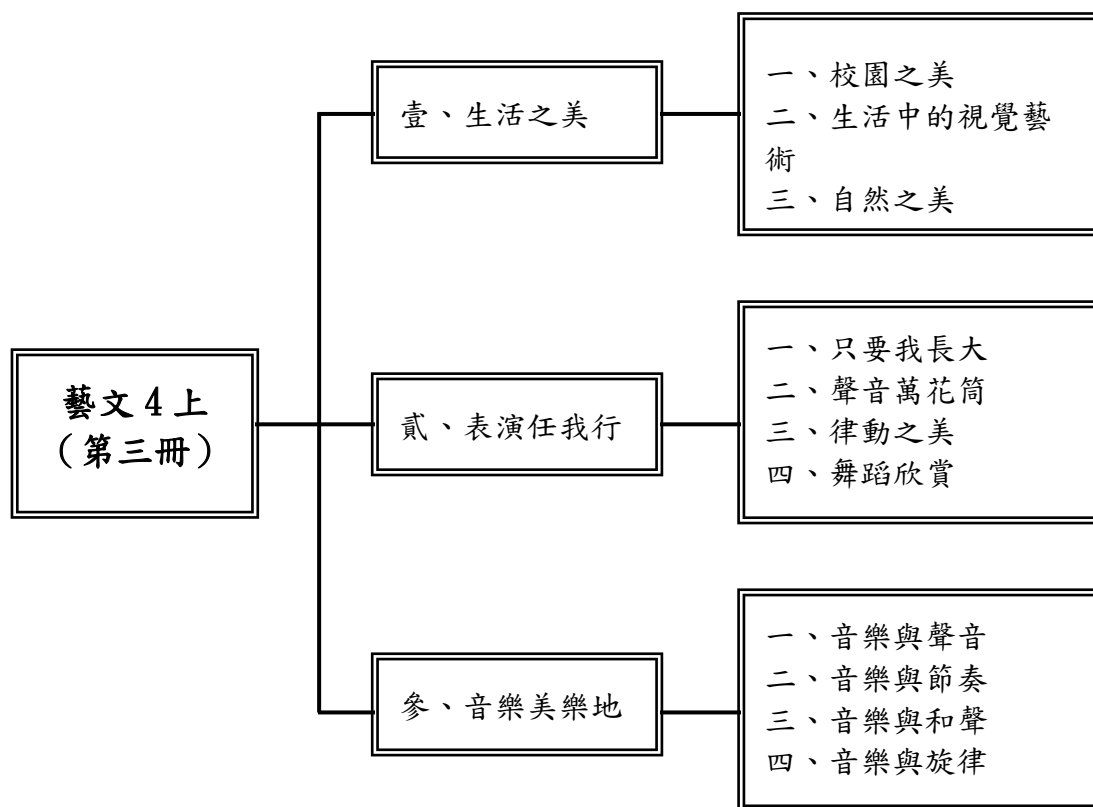 壹、生活之美
一、校園之美
二、生活中的視覺藝
術
三、自然之美
藝文 4 上
（第三冊）
貳、表演任我行
一、只要我長大
二、聲音萬花筒
三、律動之美
四、舞蹈欣賞
參、音樂美樂地
一、音樂與聲音
二、音樂與節奏
三、音樂與和聲
四、音樂與旋律